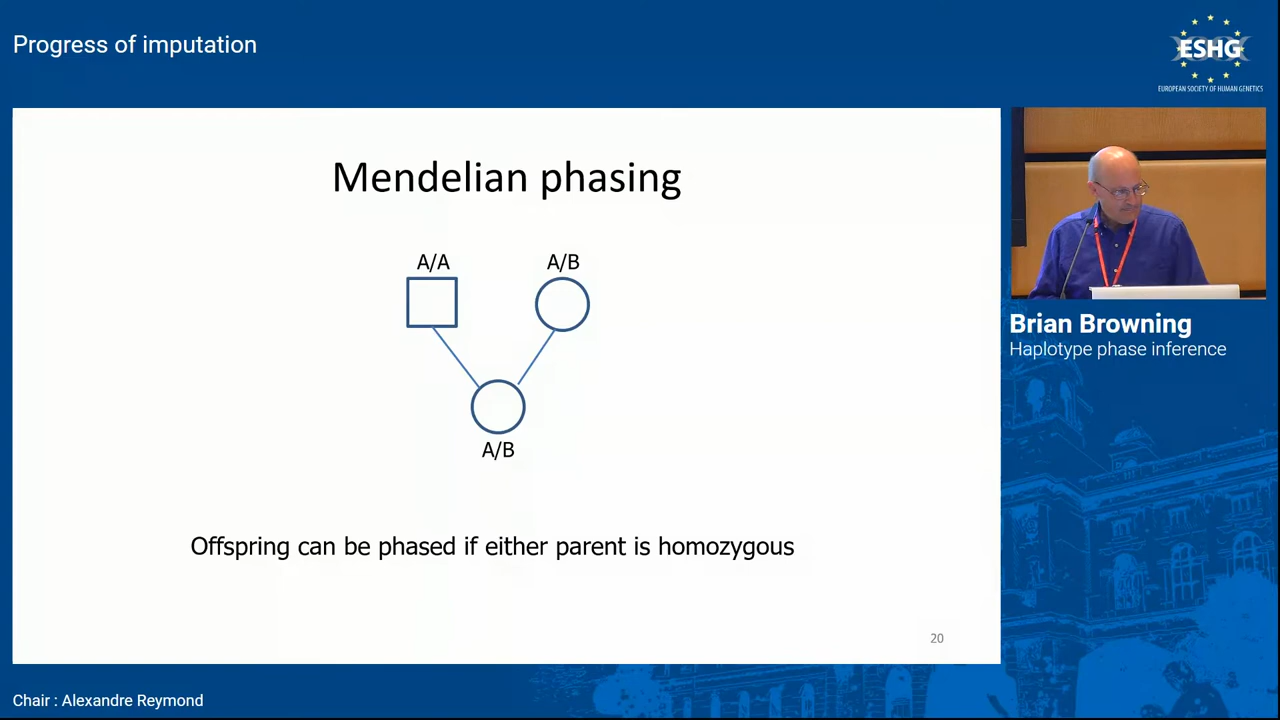 Progress of imputation
ESHG
EUROPEAN SOCIETY OF HUMAN GENETICS
Mendelian phasing
A/A
A/B
A/B
Offspring can be phased if either parent is homozygous
20
Brian Browning
Haplotype phase inference
Chair : Alexandre Reymond